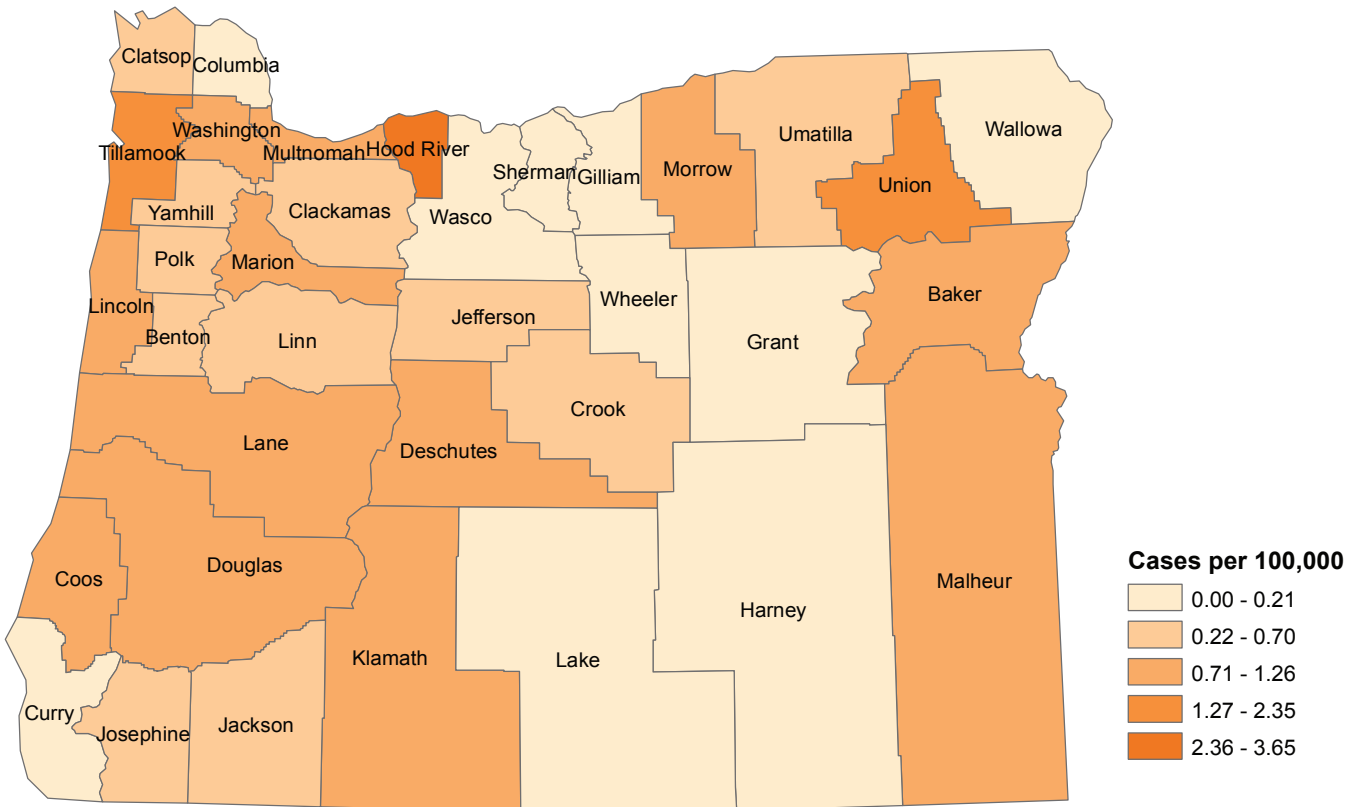 Clatsop
Columbia
Washington
Tillamook
Multnomah
Hood River
Sherman
Gilliam
Morrow
Umatilla
Wallowa
Union
Yamhill
Clackamas
Wasco
Polk
Marion
Lincoln
Benton
Linn
Jefferson
Wheeler
Grant
Baker
Crook
Lane
Deschutes
Coos
Douglas
Klamath
Lake
Harney
Malheur
Curry
Josephine
Jackson
Cases per 100,000
0.00 - 0.21
0.22 - 0.70
0.71 - 1.26
1.27 - 2.35
2.36 - 3.65